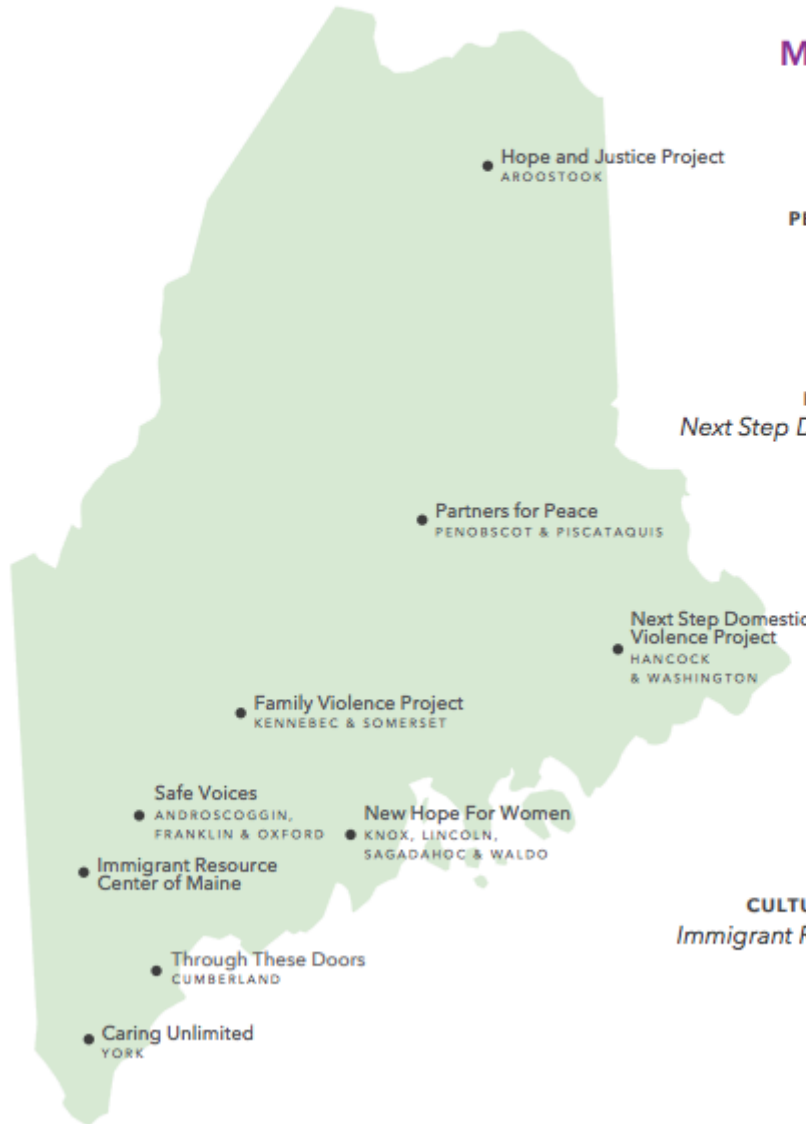 M
Hope and Justice Project
AROOSTOOK
PE
Next Step D
Partners for Peace
PENOBSCOT & PISCATAQUIS
Next Step Domestic
Violence Project
HANCOCK
& WASHINGTON
Family Violence Project
KENNEBEC & SOMERSET
Safe Voices
ANDROSCOGGIN,
FRANKLIN & OXFORD
New Hope For Women
KNOX, LINCOLN,
SAGADAHOC & WALDO
Immigrant Resource
Center of Maine
CULTU
Immigrant R
Through These Doors
CUMBERLAND
Caring Unlimited
YORK